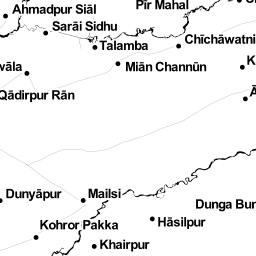 Pīr Mahal
Ahmadpur Siāl
Sarāi Sidhu
Chīchāwatni
Talamba
Miān Channūn
K
wāla
Qādirpur Rān
Dunyāpur
Mailsi
Dunga Bun
Hāsilpur
Kohror Pakka
Khairpur